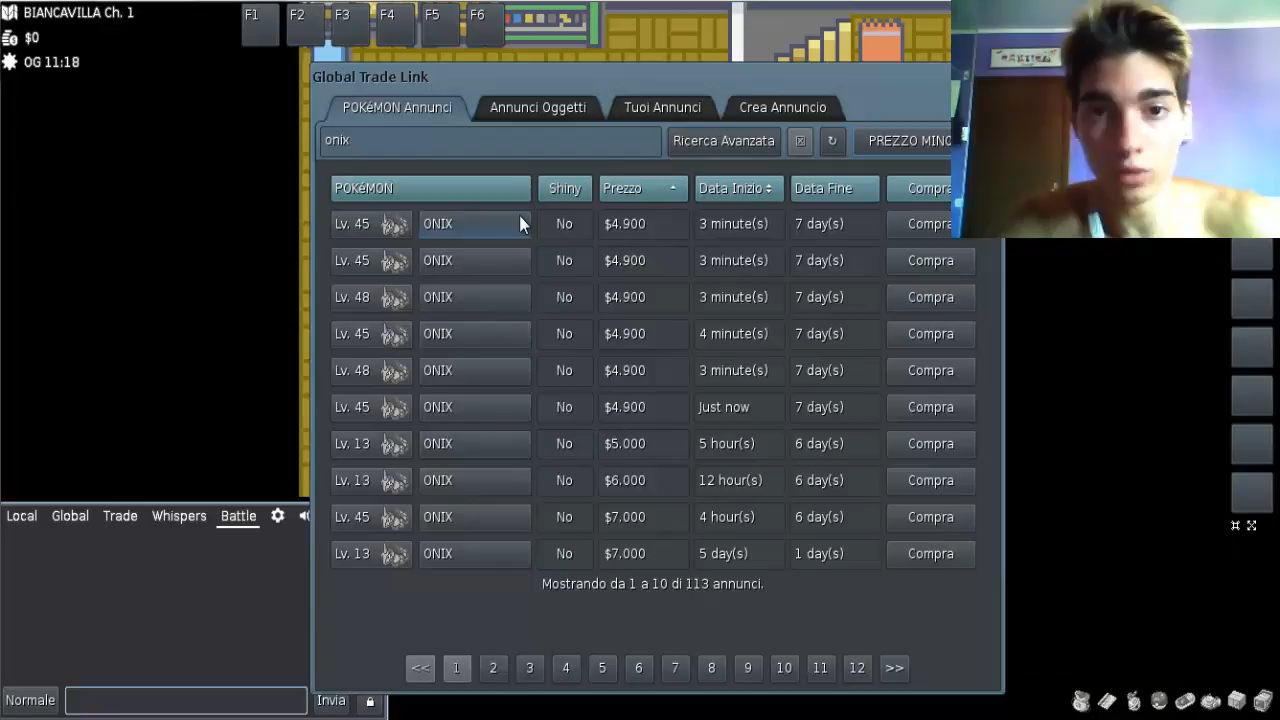 BIANCAVILLA Ch. 1
$0
OG 11:18
F1 F2 F3 F4 F5 F6
Global Trade Link
POKéMON Annunci Annunci Oggetti Tuoi Annunci Crea Annuncio
onix Ricerca Avanzata PREZZO MINO
POKéMON Shiny Prezzo Data Inizio Data Fine Compra
Lv. 45 ONIX No $4.900 3 minute(s) 7 day(s) Compra
Lv. 45 ONIX No $4.900 3 minute(s) 7 day(s) Compra
Lv. 48 ONIX No $4.900 3 minute(s) 7 day(s) Compra
Lv. 45 ONIX No $4.900 4 minute(s) 7 day(s) Compra
Lv. 48 ONIX No $4.900 3 minute(s) 7 day(s) Compra
Lv. 45 ONIX No $4.900 Just now 7 day(s) Compra
Lv. 13 ONIX No $5.000 5 hour(s) 6 day(s) Compra
Lv. 13 ONIX No $6.000 12 hour(s) 6 day(s) Compra
Lv. 45 ONIX No $7.000 4 hour(s) 6 day(s) Compra
Lv. 13 ONIX No $7.000 5 day(s) 1 day(s) Compra
Mostrando da 1 a 10 di 113 annunci.
<< 1 2 3 4 5 6 7 8 9 10 11 12 >>
Local Global Trade Whispers Battle
Normale Invia